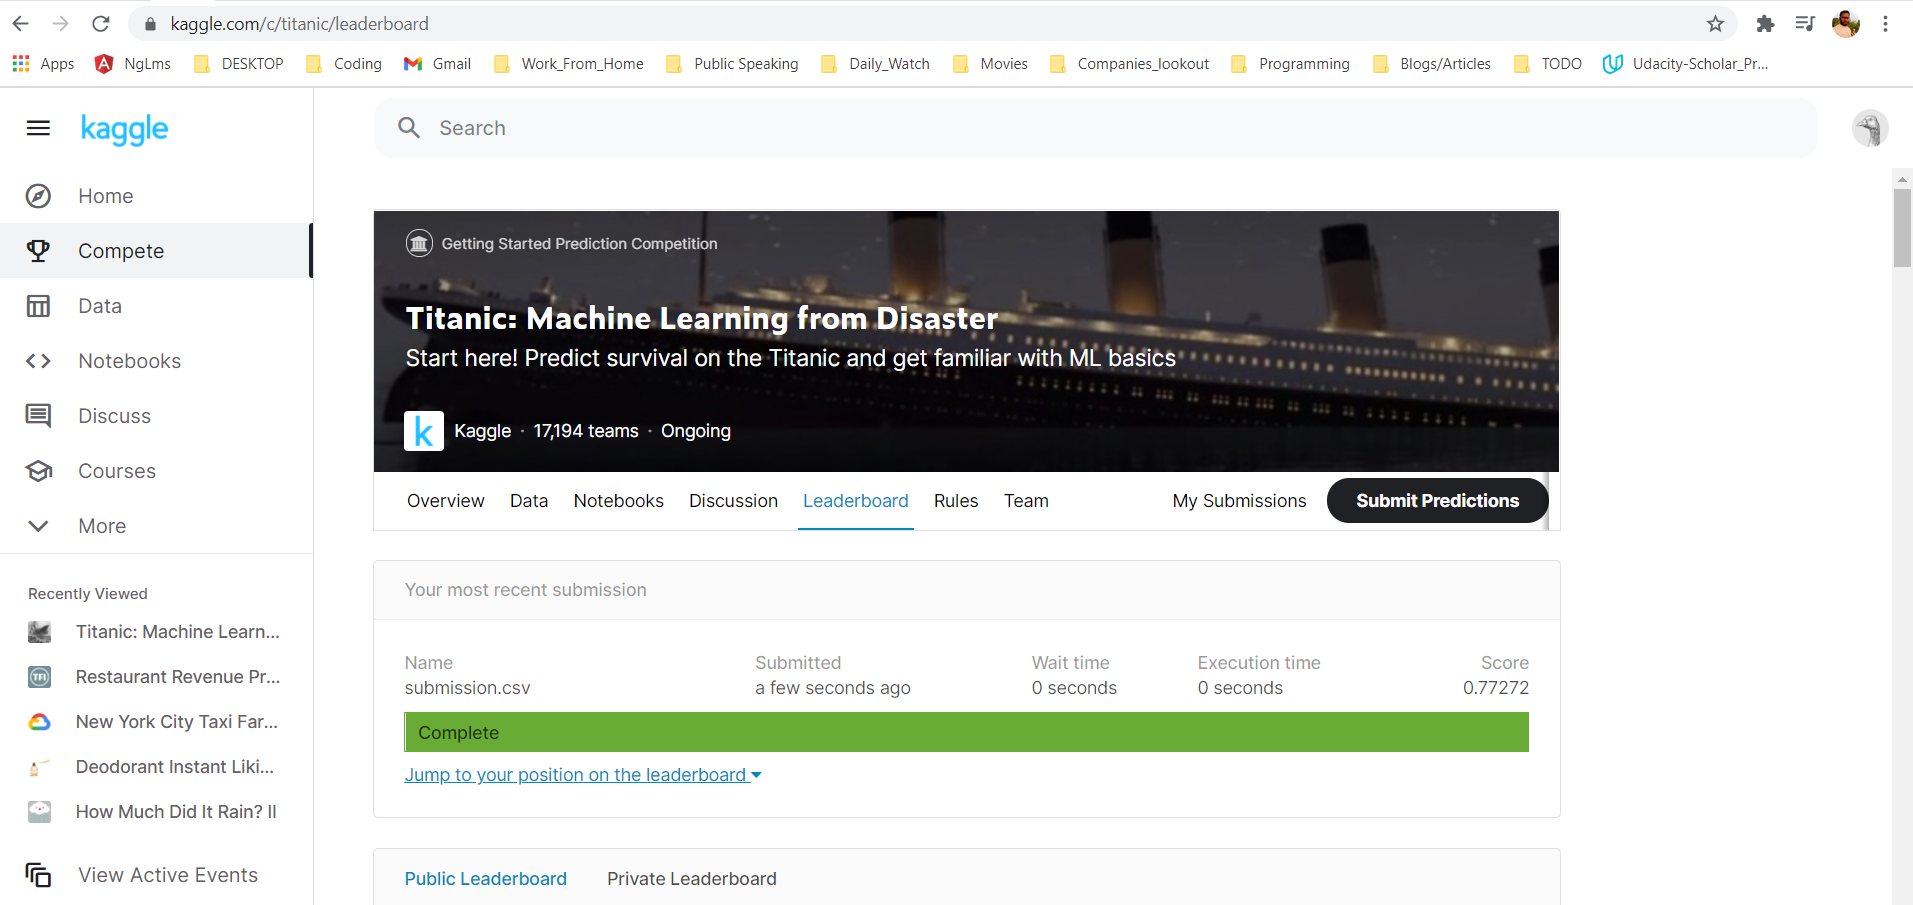 kaggle.com/c/titanic/leaderboard
Apps NgLms DESKTOP Coding Gmail Work_From_Home Public Speaking Daily_Watch Movies Companies_lookout Programming Blogs/Articles TODO Udacity-Scholar_Pr...
kaggle
Search
Home
Compete
Data
Notebooks
Discuss
Courses
More
Recently Viewed
Titanic: Machine Learn...
Restaurant Revenue Pr...
New York City Taxi Far...
Deodorant Instant Liki...
How Much Did It Rain? II
View Active Events
Getting Started Prediction Competition
Titanic: Machine Learning from Disaster
Start here! Predict survival on the Titanic and get familiar with ML basics
k Kaggle · 17,194 teams · Ongoing
Overview Data Notebooks Discussion Leaderboard Rules Team My Submissions Submit Predictions
Your most recent submission
Name Submitted Wait time Execution time Score
submission.csv a few seconds ago 0 seconds 0 seconds 0.77272
Complete
Jump to your position on the leaderboard
Public Leaderboard Private Leaderboard